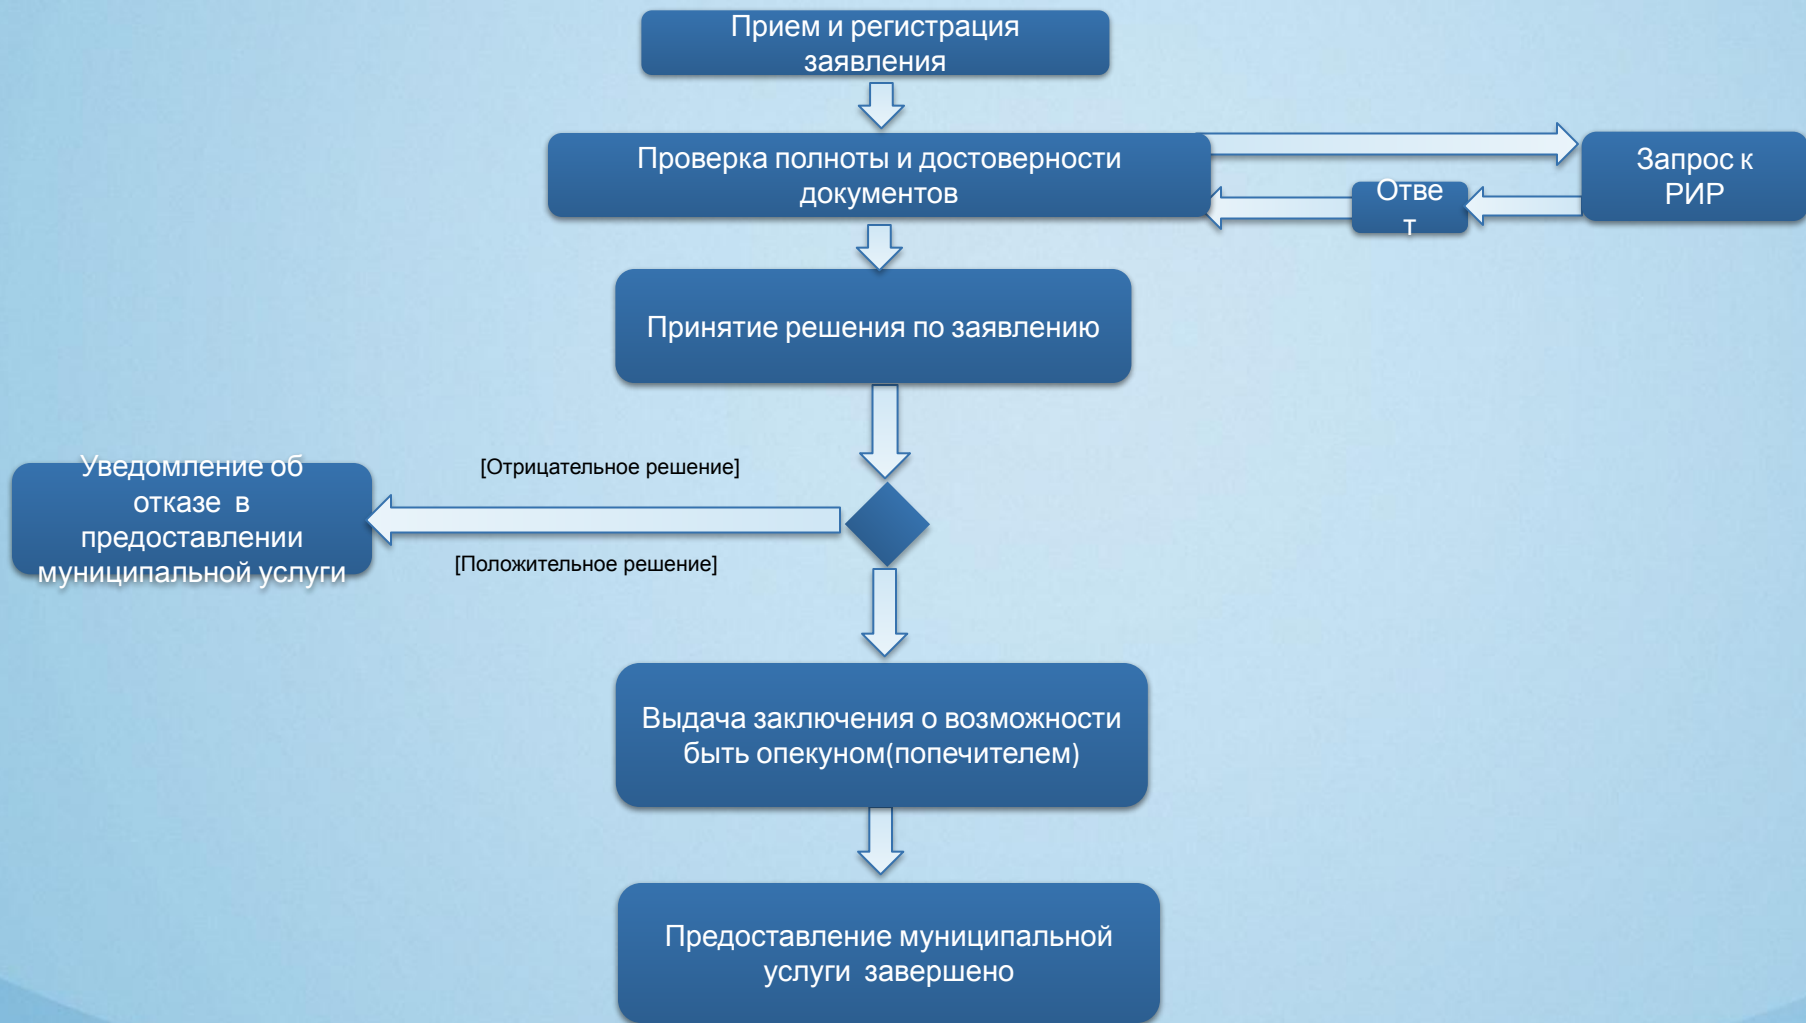 Прием и регистрация
заявления
Проверка полноты и достоверности
документов
Запрос к
РИР
Отве
т
Принятие решения по заявлению
[Отрицательное решение]
Уведомление об
отказе в
предоставлении
муниципальной услуги
[Положительное решение]
Выдача заключения о возможности
быть опекуном(попечителем)
Предоставление муниципальной
услуги завершено